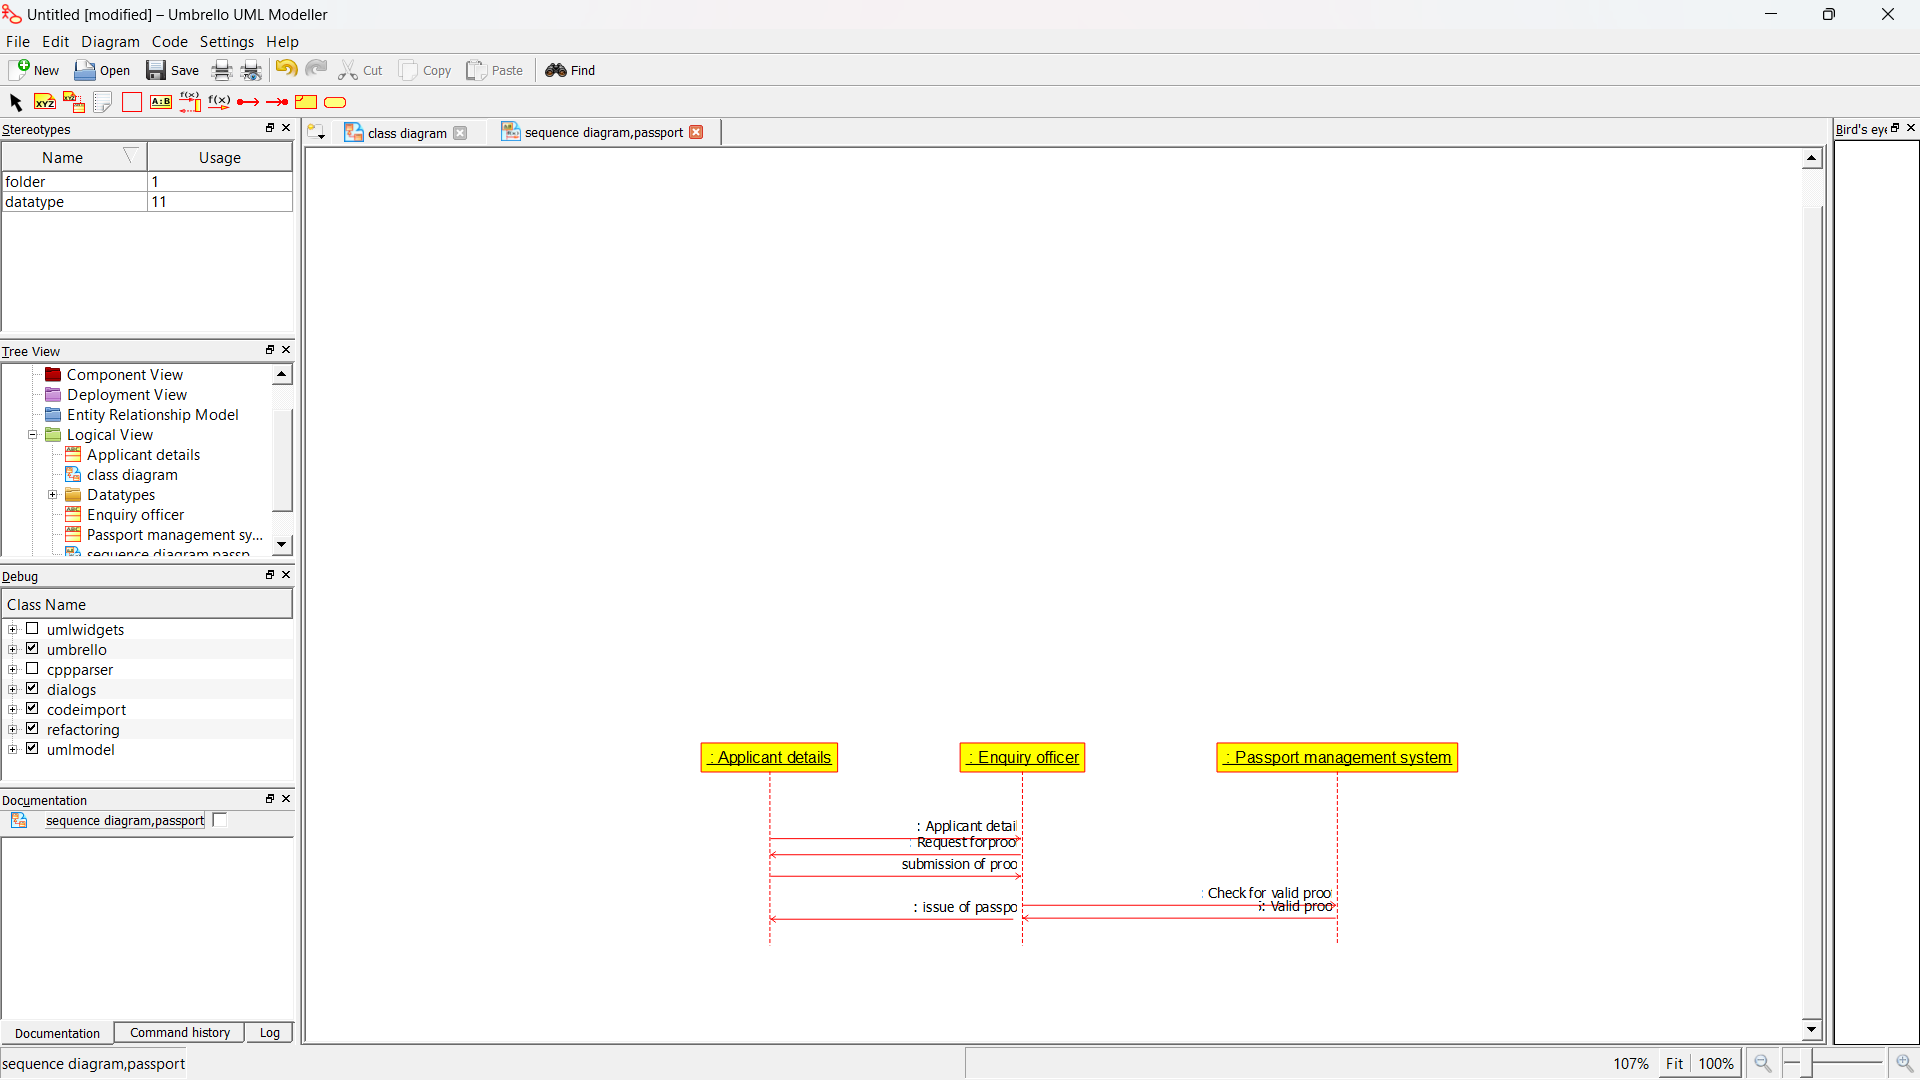 Untitled [modified] – Umbrello UML Modeller
File Edit Diagram Code Settings Help
New Open Save Cut Copy Paste Find
XYZ XYZ A:B f(x) f(x)
Stereotypes
Name Usage
folder 1
datatype 11
Tree View
Component View
Deployment View
Entity Relationship Model
Logical View
Applicant details
class diagram
Datatypes
Enquiry officer
Passport management sy...
sequence diagram passp
Debug
Class Name
umlwidgets
umbrello
cppparser
dialogs
codeimport
refactoring
umlmodel
Documentation
sequence diagram,passport
Documentation Command history Log
class diagram sequence diagram,passport
: Applicant details : Enquiry officer : Passport management system
: Applicant detai
: Request for proo
submission of proo
: Check for valid proo
: Valid proo
: issue of passpo
Bird's eye
sequence diagram,passport
107% Fit 100%